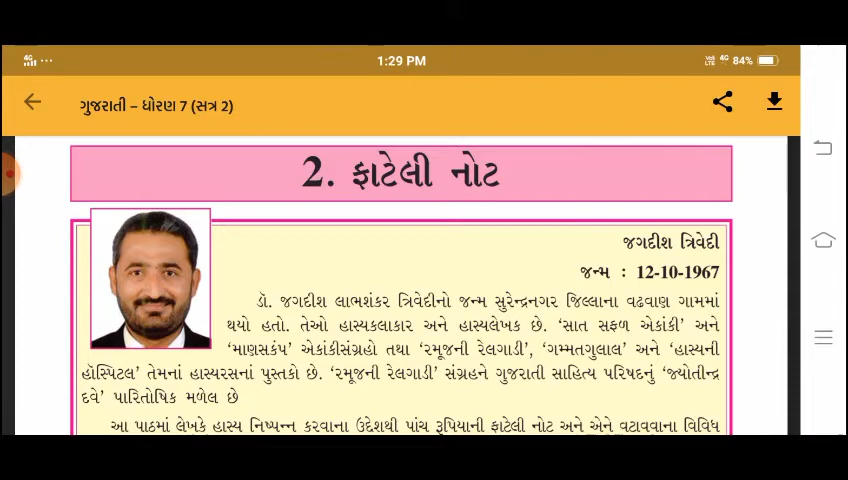 4G ...
1:29 PM
VoB LTE 4G 84%
ગુજરાતી – ધોરણ 7 (સત્ર 2)
2. ફાટેલી નોટ
જગદીશ ત્રિવેદી
જન્મ : 12-10-1967
ડૉ. જગદીશ લાભશંકર ત્રિવેદીનો જન્મ સુરેન્દ્રનગર જિલ્લાના વઢવાણ ગામમાં
થયો હતો. તેઓ હાસ્યકલાકાર અને હાસ્યલેખક છે. ‘સાત સફળ એકાંકી’ અને
‘માણસકંપ’ એકાંકીસંગ્રહો તથા ‘રમૂજની રેલગાડી’, ‘ગમ્મતગુલાલ’ અને ‘હાસ્યની
હૉસ્પિટલ’ તેમનાં હાસ્યરસનાં પુસ્તકો છે. ‘રમૂજની રેલગાડી’ સંગ્રહને ગુજરાતી સાહિત્ય પરિષદનું ‘જ્યોતીન્દ્ર
દવે’ પારિતોષિક મળેલ છે
આ પાઠમાં લેખકે હાસ્ય નિષ્પન્ન કરવાના ઉદ્દેશથી પાંચ રૂપિયાની ફાટેલી નોટ અને એને વટાવવાના વિવિધ